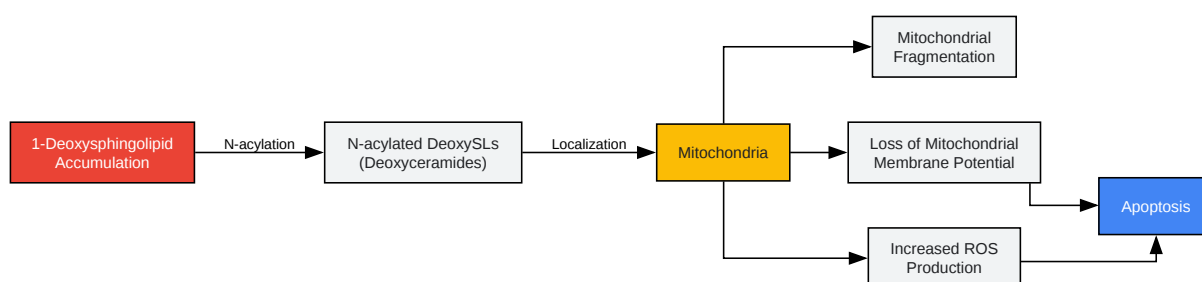 Mitochondrial
Fragmentation
1-Deoxysphingolipid
Accumulation
N-acylation
N-acylated DeoxySLs
(Deoxyceramides)
Localization
Mitochondria
Loss of Mitochondrial
Membrane Potential
Apoptosis
Increased ROS
Production